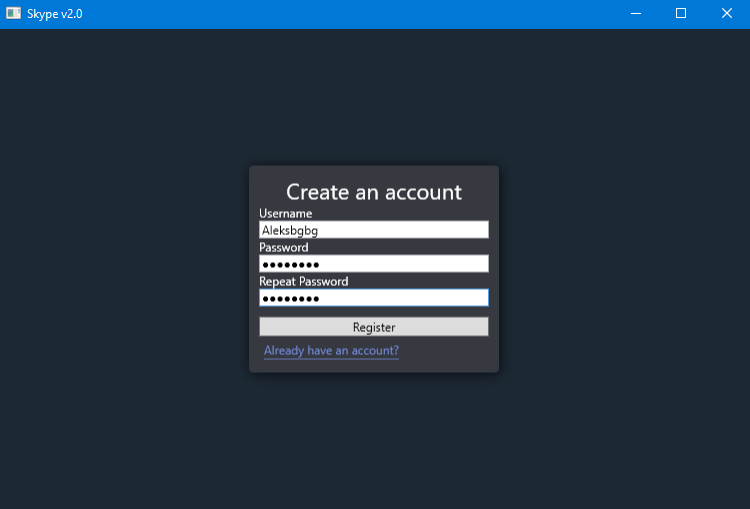 Skype v2.0
Create an account
Username
Aleksbgbg
Password
●●●●●●●●
Repeat Password
●●●●●●●●
Register
Already have an account?